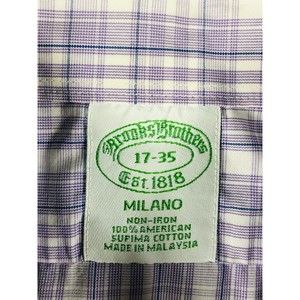 Brooks Brothers
17-35
Est. 1818
MILANO
NON-IRON
100% AMERICAN
SUPIMA COTTON
MADE IN MALAYSIA